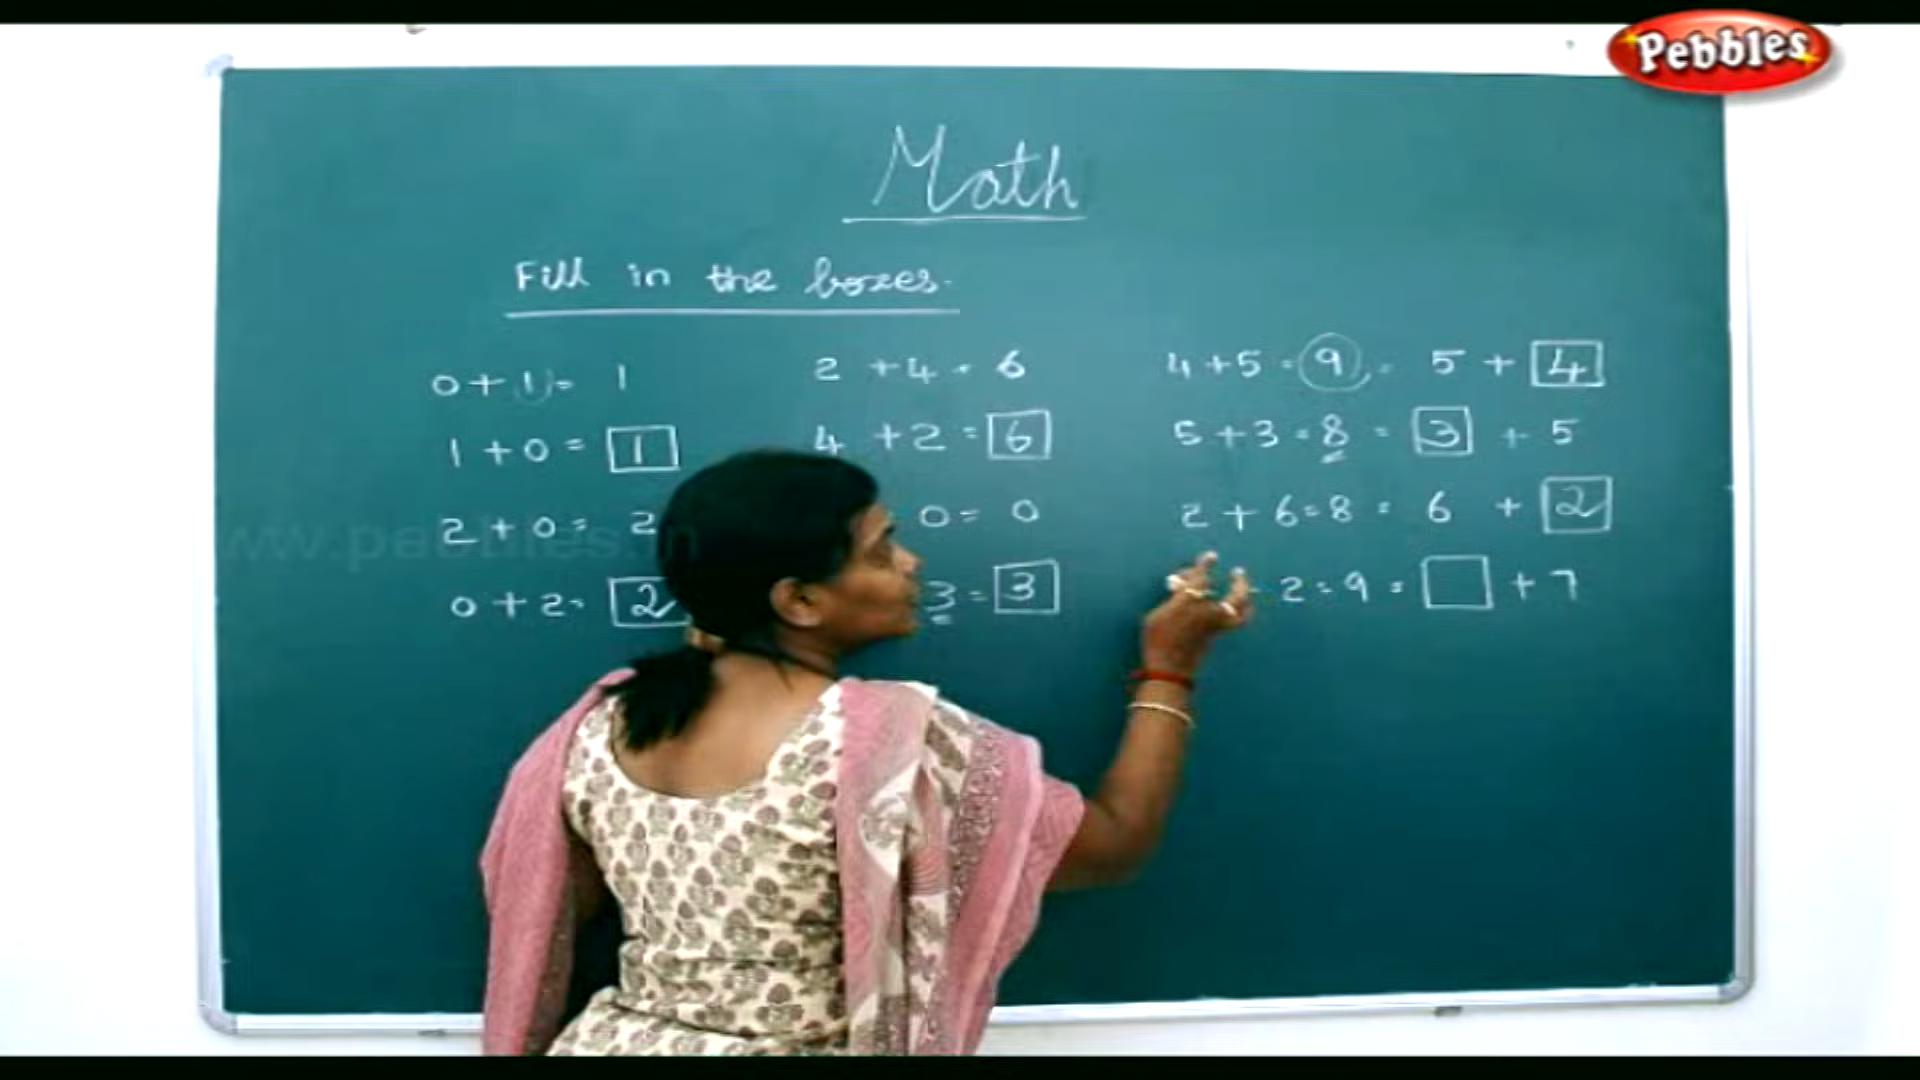 Pebbles
Math
Fill in the boxes.
0 + 1 = 1
1 + 0 = 1
2 + 0 = 2
0 + 2 = 2
2 + 4 = 6
4 + 2 = 6
0 = 0
3 = 3
4 + 5 = 9 = 5 + 4
5 + 3 = 8 = 3 + 5
2 + 6 = 8 = 6 + 2
2 = 9 = + 7
www.pebbles.in